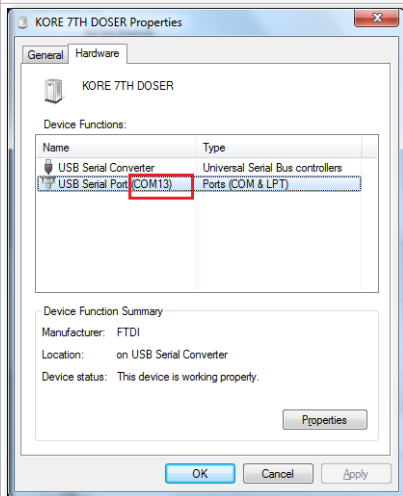 KORE 7TH DOSER Properties
General Hardware
KORE 7TH DOSER
Device Functions:
Name Type
USB Serial Converter Universal Serial Bus controllers
USB Serial Port (COM13) Ports (COM & LPT)
Device Function Summary
Manufacturer: FTDI
Location: on USB Serial Converter
Device status: This device is working properly.
Properties
OK Cancel Apply